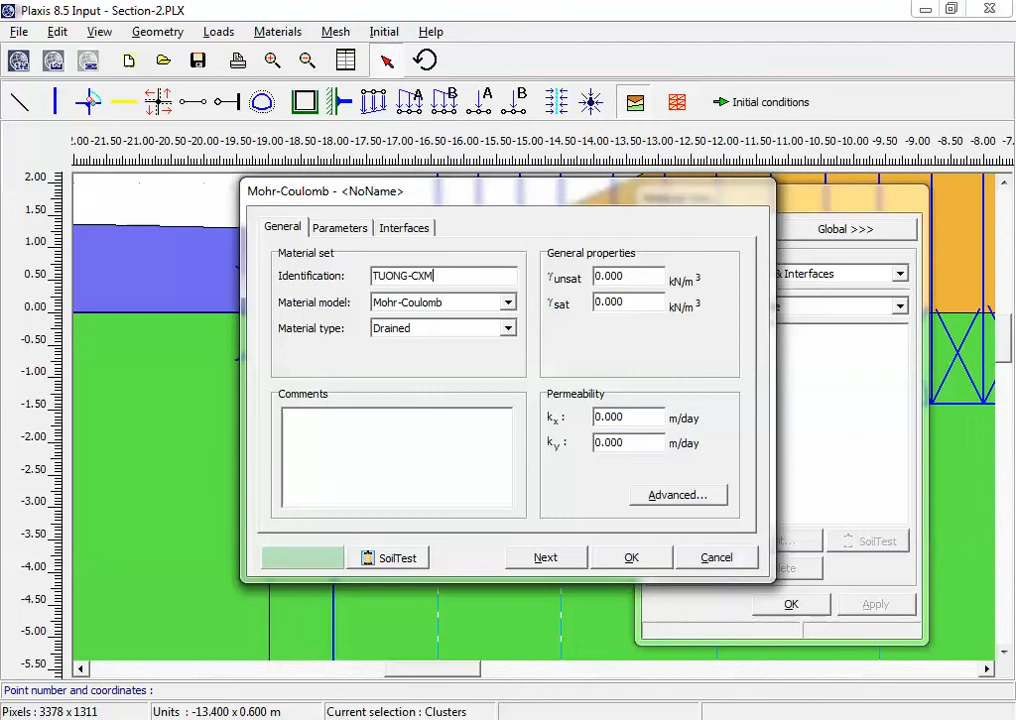 Plaxis 8.5 Input - Section-2.PLX
File Edit View Geometry Loads Materials Mesh Initial Help
A B A B Initial conditions
-21.50 -21.00 -20.50 -20.00 -19.50 -19.00 -18.50 -18.00 -17.50 -17.00 -16.50 -16.00 -15.50 -15.00 -14.50 -14.00 -13.50 -13.00 -12.50 -12.00 -11.50 -11.00 -10.50 -10.00 -9.50 -9.00 -8.50 -8.00
2.00
1.50
1.00
0.50
0.00
-0.50
-1.00
-1.50
-2.00
-2.50
-3.00
-3.50
-4.00
-4.50
-5.00
-5.50
Mohr-Coulomb - <NoName>
General Parameters Interfaces
Material set
Identification: TUONG-CXM
Material model: Mohr-Coulomb
Material type: Drained
General properties
γunsat 0.000 kN/m3
γsat 0.000 kN/m3
Comments
Permeability
kx : 0.000 m/day
ky : 0.000 m/day
Advanced...
SoilTest Next OK Cancel
Global >>>
& Interfaces
SoilTest
OK Apply
Point number and coordinates :
Pixels : 3378 x 1311 Units : -13.400 x 0.600 m Current selection : Clusters